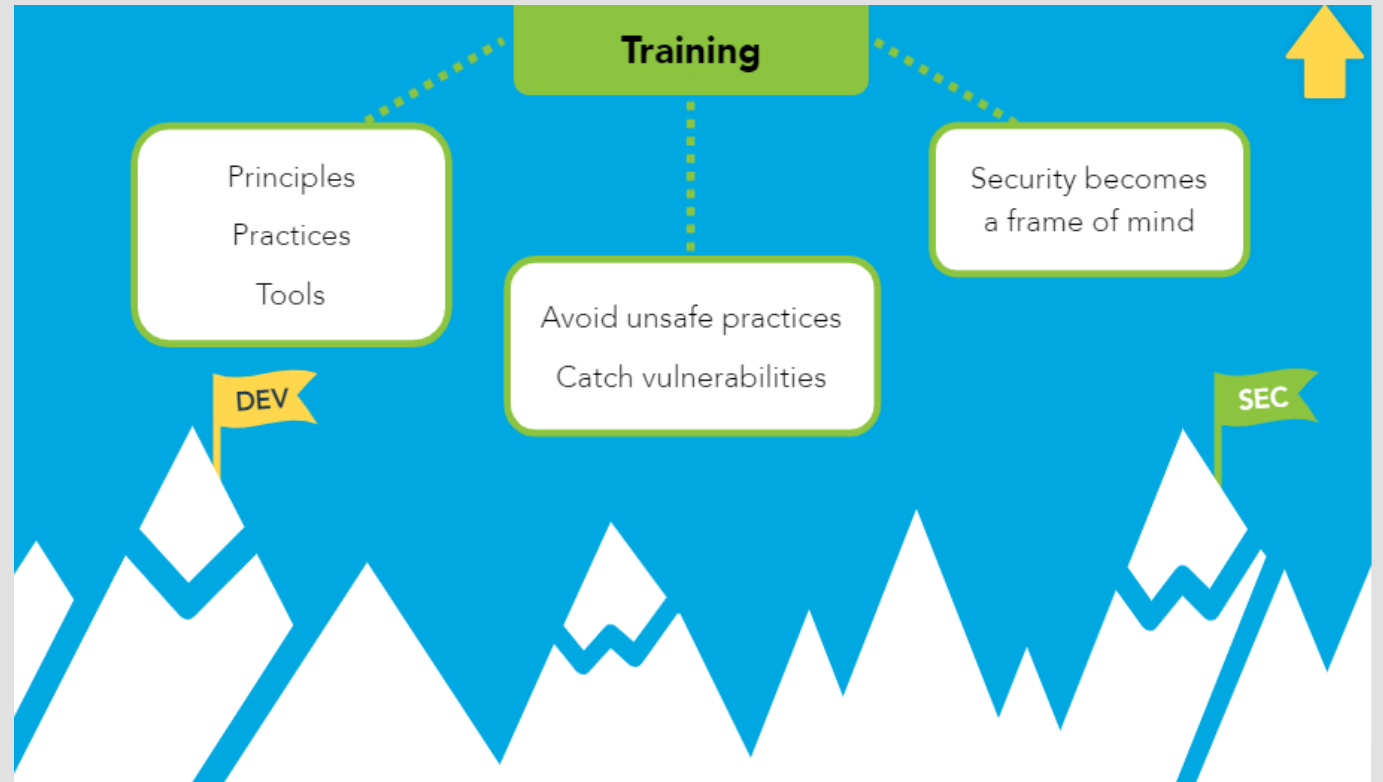 Training
Principles
Practices
Tools
Avoid unsafe practices
Catch vulnerabilities
Security becomes
a frame of mind
DEV
SEC